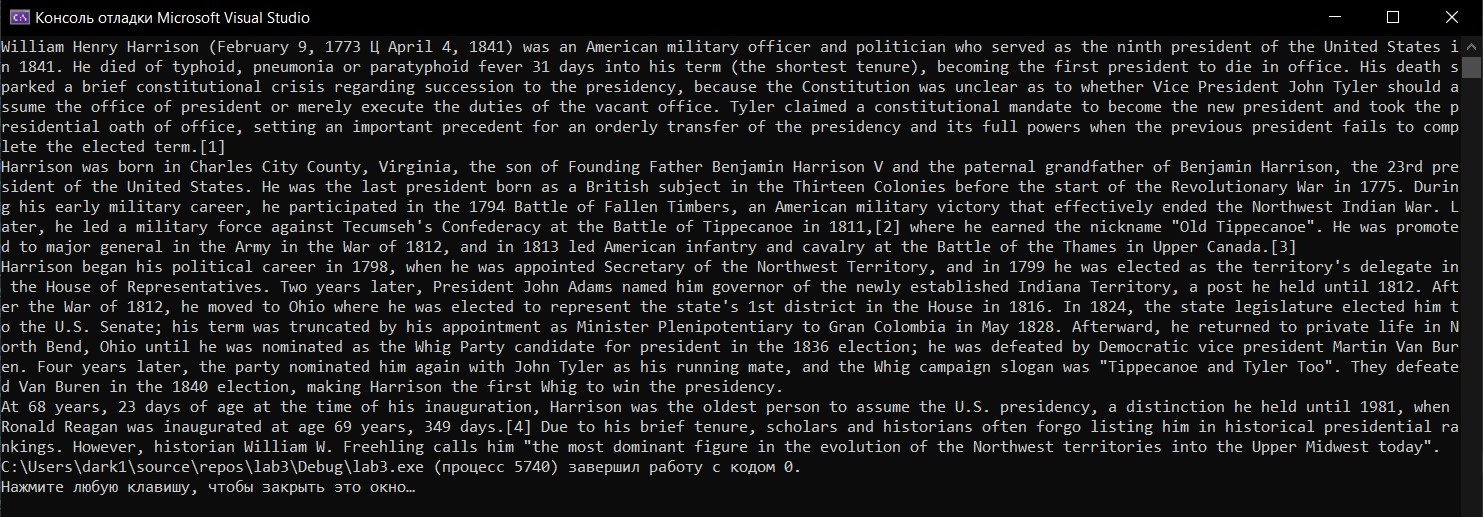 Консоль отладки Microsoft Visual Studio
William Henry Harrison (February 9, 1773 Ц April 4, 1841) was an American military officer and politician who served as the ninth president of the United States i
n 1841. He died of typhoid, pneumonia or paratyphoid fever 31 days into his term (the shortest tenure), becoming the first president to die in office. His death s
parked a brief constitutional crisis regarding succession to the presidency, because the Constitution was unclear as to whether Vice President John Tyler should a
ssume the office of president or merely execute the duties of the vacant office. Tyler claimed a constitutional mandate to become the new president and took the p
residential oath of office, setting an important precedent for an orderly transfer of the presidency and its full powers when the previous president fails to comp
lete the elected term.[1]
Harrison was born in Charles City County, Virginia, the son of Founding Father Benjamin Harrison V and the paternal grandfather of Benjamin Harrison, the 23rd pre
sident of the United States. He was the last president born as a British subject in the Thirteen Colonies before the start of the Revolutionary War in 1775. Durin
g his early military career, he participated in the 1794 Battle of Fallen Timbers, an American military victory that effectively ended the Northwest Indian War. L
ater, he led a military force against Tecumseh's Confederacy at the Battle of Tippecanoe in 1811,[2] where he earned the nickname "Old Tippecanoe". He was promote
d to major general in the Army in the War of 1812, and in 1813 led American infantry and cavalry at the Battle of the Thames in Upper Canada.[3]
Harrison began his political career in 1798, when he was appointed Secretary of the Northwest Territory, and in 1799 he was elected as the territory's delegate in
the House of Representatives. Two years later, President John Adams named him governor of the newly established Indiana Territory, a post he held until 1812. Aft
er the War of 1812, he moved to Ohio where he was elected to represent the state's 1st district in the House in 1816. In 1824, the state legislature elected him t
o the U.S. Senate; his term was truncated by his appointment as Minister Plenipotentiary to Gran Colombia in May 1828. Afterward, he returned to private life in N
orth Bend, Ohio until he was nominated as the Whig Party candidate for president in the 1836 election; he was defeated by Democratic vice president Martin Van Bur
en. Four years later, the party nominated him again with John Tyler as his running mate, and the Whig campaign slogan was "Tippecanoe and Tyler Too". They defeate
d Van Buren in the 1840 election, making Harrison the first Whig to win the presidency.
At 68 years, 23 days of age at the time of his inauguration, Harrison was the oldest person to assume the U.S. presidency, a distinction he held until 1981, when
Ronald Reagan was inaugurated at age 69 years, 349 days.[4] Due to his brief tenure, scholars and historians often forgo listing him in historical presidential ra
nkings. However, historian William W. Freehling calls him "the most dominant figure in the evolution of the Northwest territories into the Upper Midwest today".
C:\Users\dark1\source\repos\lab3\Debug\lab3.exe (процесс 5740) завершил работу с кодом 0.
Нажмите любую клавишу, чтобы закрыть это окно…